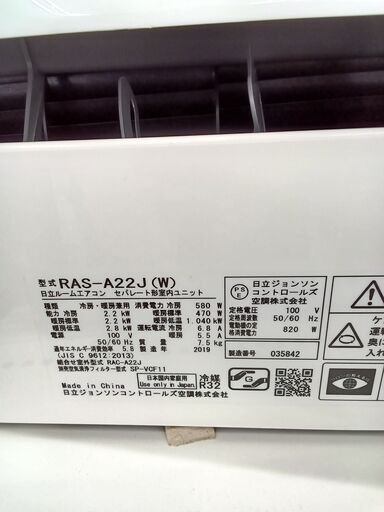 型式 RAS-A22J(W)
日立ルームエアコン セパレート形室内ユニット
種類 冷房・暖房兼用 消費電力 冷房 580 W
能力 冷房 2.2 kW 暖房標準 470 W
暖房標準 2.2 kW 暖房低温 1.040 kW
暖房低温 2.8 kW 運転電流 冷房 6.8 A
電源 100 V 暖房 5.5 A
50/60 Hz 質量 7.5 kg
通年エネルギー消費効率 5.8 2019
(JIS C 9612:2013)
組合せ室外型式 RAC-A22J
別売空気清浄フィルター型式 SP-VCF11
Made in China
日本国内家庭用
Use only in Japan
冷媒
R32
日立ジョンソンコントロールズ空調株式会社
PS
E
日立ジョンソン
コントロールズ
空調株式会社
定格電圧 100 V
定格周波数 50/60 Hz
電動機の定格消費電力 820 W
製造番号 035842
G